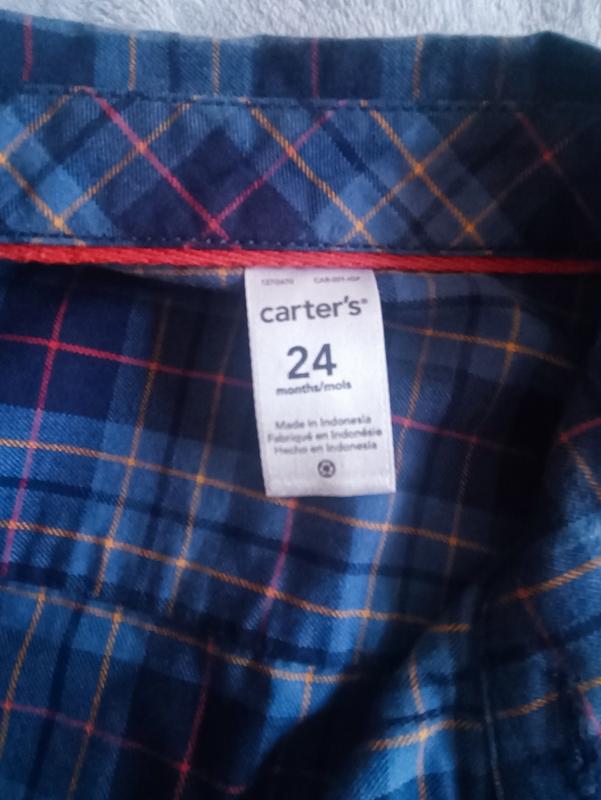 carter's®
24
months/mois
Made in Indonesia
Fabriqué en Indonésie
Hecho en Indonesia